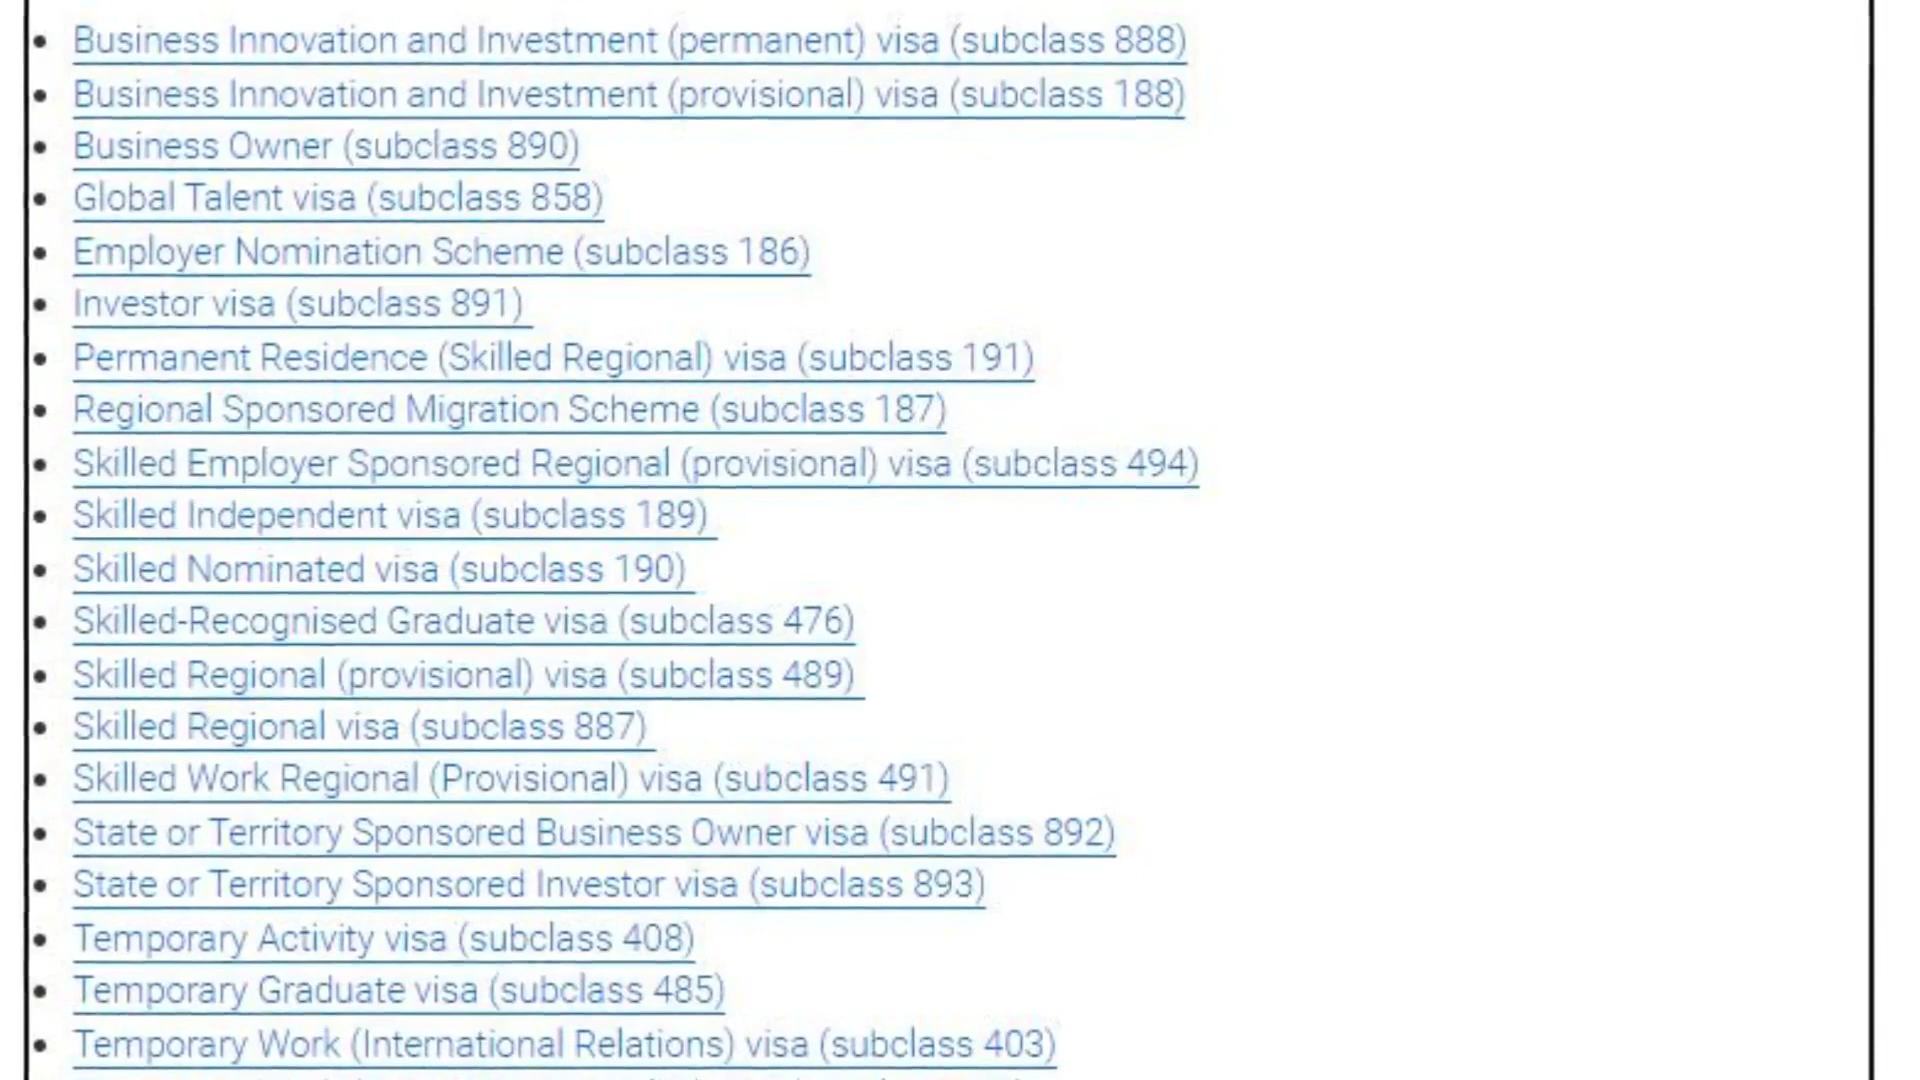 Business Innovation and Investment (permanent) visa (subclass 888)
Business Innovation and Investment (provisional) visa (subclass 188)
Business Owner (subclass 890)
Global Talent visa (subclass 858)
Employer Nomination Scheme (subclass 186)
Investor visa (subclass 891)
Permanent Residence (Skilled Regional) visa (subclass 191)
Regional Sponsored Migration Scheme (subclass 187)
Skilled Employer Sponsored Regional (provisional) visa (subclass 494)
Skilled Independent visa (subclass 189)
Skilled Nominated visa (subclass 190)
Skilled-Recognised Graduate visa (subclass 476)
Skilled Regional (provisional) visa (subclass 489)
Skilled Regional visa (subclass 887)
Skilled Work Regional (Provisional) visa (subclass 491)
State or Territory Sponsored Business Owner visa (subclass 892)
State or Territory Sponsored Investor visa (subclass 893)
Temporary Activity visa (subclass 408)
Temporary Graduate visa (subclass 485)
Temporary Work (International Relations) visa (subclass 403)